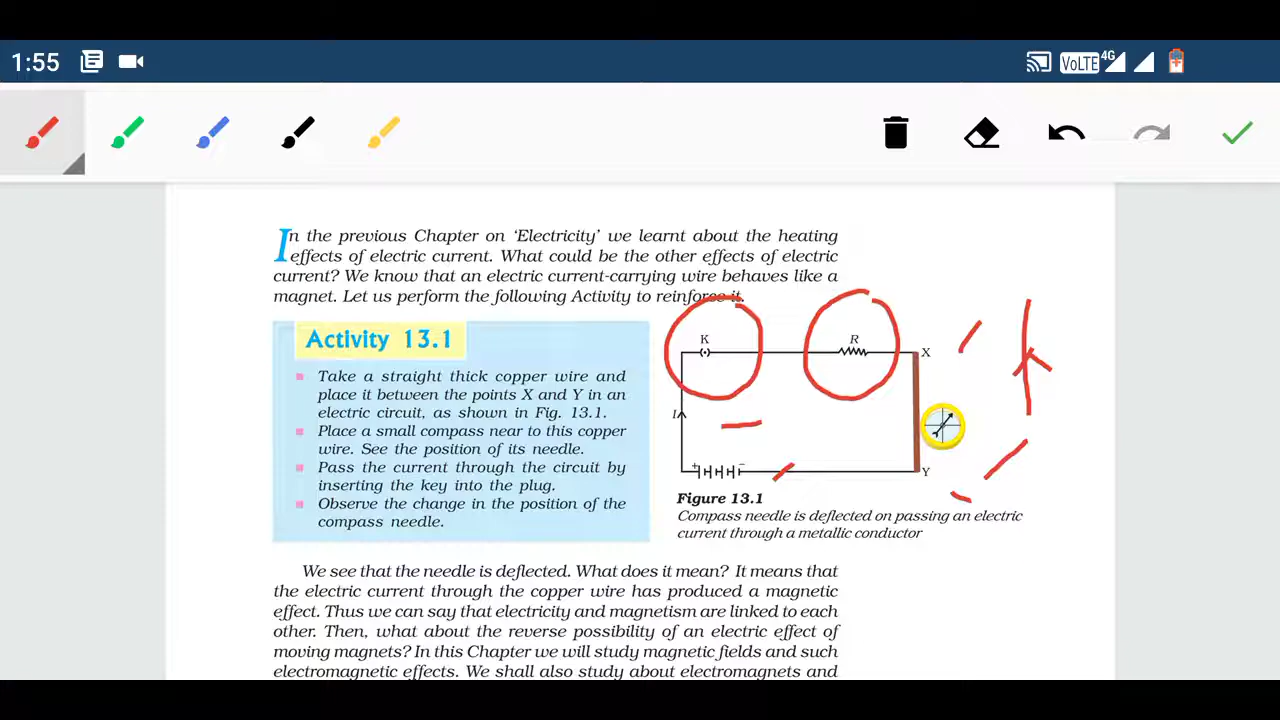 1:55
VoLTE 4G
In the previous Chapter on ‘Electricity’ we learnt about the heating
effects of electric current. What could be the other effects of electric
current? We know that an electric current-carrying wire behaves like a
magnet. Let us perform the following Activity to reinforce it.
Activity 13.1
Take a straight thick copper wire and
place it between the points X and Y in an
electric circuit, as shown in Fig. 13.1.
Place a small compass near to this copper
wire. See the position of its needle.
Pass the current through the circuit by
inserting the key into the plug.
Observe the change in the position of the
compass needle.
K
R
X
I
+
−
Y
Figure 13.1
Compass needle is deflected on passing an electric
current through a metallic conductor
We see that the needle is deflected. What does it mean? It means that
the electric current through the copper wire has produced a magnetic
effect. Thus we can say that electricity and magnetism are linked to each
other. Then, what about the reverse possibility of an electric effect of
moving magnets? In this Chapter we will study magnetic fields and such
electromagnetic effects. We shall also study about electromagnets and